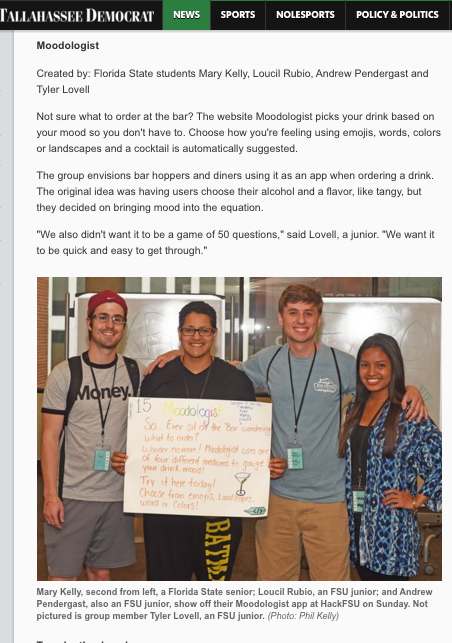 TALLAHASSEE DEMOCRAT
NEWS
SPORTS
NOLESPORTS
POLICY & POLITICS
Moodologist
Created by: Florida State students Mary Kelly, Loucil Rubio, Andrew Pendergast and
Tyler Lovell
Not sure what to order at the bar? The website Moodologist picks your drink based on
your mood so you don't have to. Choose how you're feeling using emojis, words, colors
or landscapes and a cocktail is automatically suggested.
The group envisions bar hoppers and diners using it as an app when ordering a drink.
The original idea was having users choose their alcohol and a flavor, like tangy, but
they decided on bringing mood into the equation.
"We also didn't want it to be a game of 50 questions," said Lovell, a junior. "We want it
to be quick and easy to get through."
Money.
15
Moodologist
So... Ever sit at the Bar wondering
what to order?
Wonder no more! Moodologist uses one
of four different mediums to gauge
your drink mood!
Try it here today!
Choose from emojis, Landscapes,
word or Colors!
</>
BATM
Mary Kelly, second from left, a Florida State senior; Loucil Rubio, an FSU junior; and Andrew
Pendergast, also an FSU junior, show off their Moodologist app at HackFSU on Sunday. Not
pictured is group member Tyler Lovell, an FSU junior. (Photo: Phil Kelly)